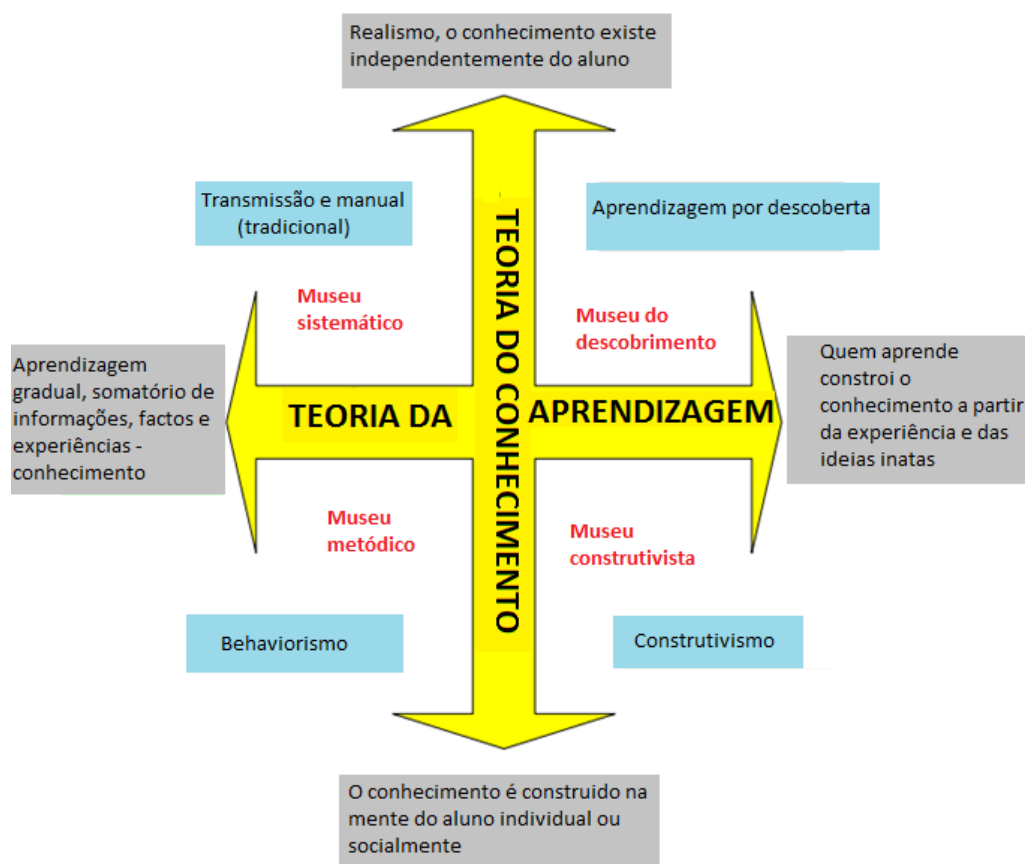 Realismo, o conhecimento existe
independentemente do aluno
Transmissão e manual
(tradicional)
Aprendizagem por descoberta
TEORIA DO CONHECIMENTO
Museu
sistemático
Museu do
descobrimento
Aprendizagem
gradual, somatório de
informações, factos e
experiências -
conhecimento
TEORIA DA
APRENDIZAGEM
Quem aprende
constroi o
conhecimento a partir
da experiência e das
ideias inatas
Museu
metódico
Museu
construtivista
Behaviorismo
Construtivismo
O conhecimento é construido na
mente do aluno individual ou
socialmente